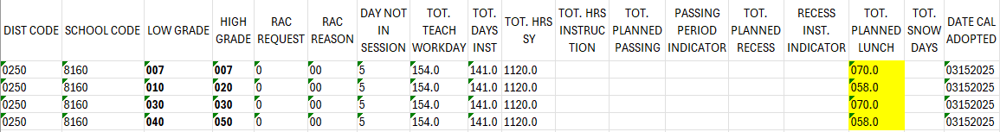 DIST CODE SCHOOL CODE LOW GRADE HIGH GRADE RAC REQUEST RAC REASON DAY NOT IN SESSION TOT. TEACH WORKDAY TOT. DAYS INST TOT. HRS SY TOT. HRS INSTRUC TION TOT. PLANNED PASSING PASSING PERIOD INDICATOR TOT. PLANNED RECESS RECESS INST. INDICATOR TOT. PLANNED LUNCH TOT. SNOW DAYS DATE CAL ADOPTED
0250 8160 007 007 0 00 5 154.0 141.0 1120.0 070.0 03152025
0250 8160 010 020 0 00 5 154.0 141.0 1120.0 058.0 03152025
0250 8160 030 030 0 00 5 154.0 141.0 1120.0 070.0 03152025
0250 8160 040 050 0 00 5 154.0 141.0 1120.0 058.0 03152025